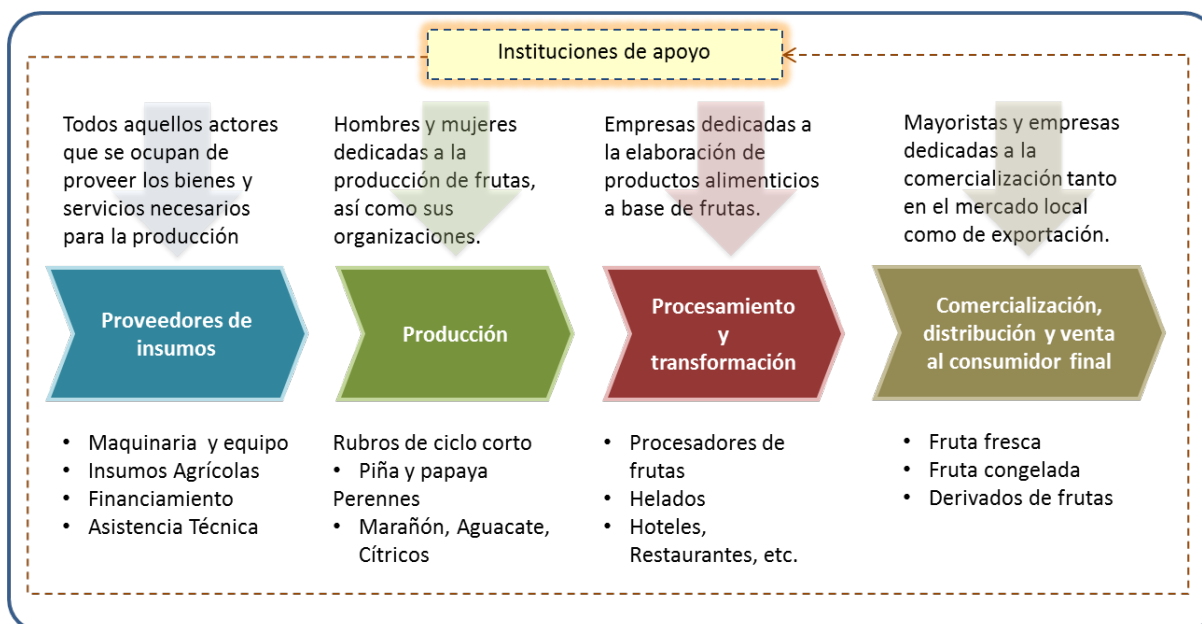 Instituciones de apoyo
Todos aquellos actores
que se ocupan de
proveer los bienes y
servicios necesarios
para la producción
Hombres y mujeres
dedicadas a la
producción de frutas,
así como sus
organizaciones.
Empresas dedicadas a
la elaboración de
productos alimenticios
a base de frutas.
Mayoristas y empresas
dedicadas a la
comercialización tanto
en el mercado local
como de exportación.
Proveedores de
insumos
Producción
Procesamiento
y
transformación
Comercialización,
distribución y venta
al consumidor final
• Maquinaria y equipo
• Insumos Agrícolas
• Financiamiento
• Asistencia Técnica
Rubros de ciclo corto
• Piña y papaya
Perennes
• Marañón, Aguacate,
Cítricos
• Procesadores de
frutas
• Helados
• Hoteles,
Restaurantes, etc.
• Fruta fresca
• Fruta congelada
• Derivados de frutas